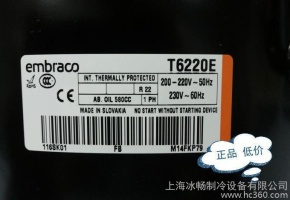 embraco
T6220E
INT. THERMALLY PROTECTED
R 22
AB. OIL 560CC
1 PH
200-220V~50Hz
230V~60Hz
MADE IN SLOVAKIA
NO START WITHOUT STARTING DEVICE
116SK01
FB
M14FKP79
正品 低价
上海冰畅制冷设备有限公司
http://www.hc360.com